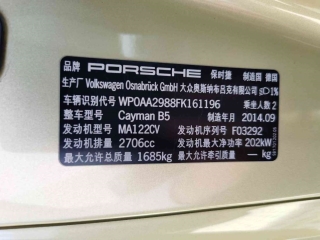 品牌 PORSCHE 保时捷 制造国 德国
生产厂 Volkswagen Osnabrück GmbH 大众奥斯纳布吕克有限公司 1%
车辆识别代号 WP0AA2988FK161196 乘坐人数 2
整车型号 Cayman B5 制造年月 2014.09
发动机型号 MA122CV 发动机序列号 F03292
发动机排量 2706cc 发动机最大净功率 202kW
最大允许总质量 1685kg 最大允许牵引质量 — kg